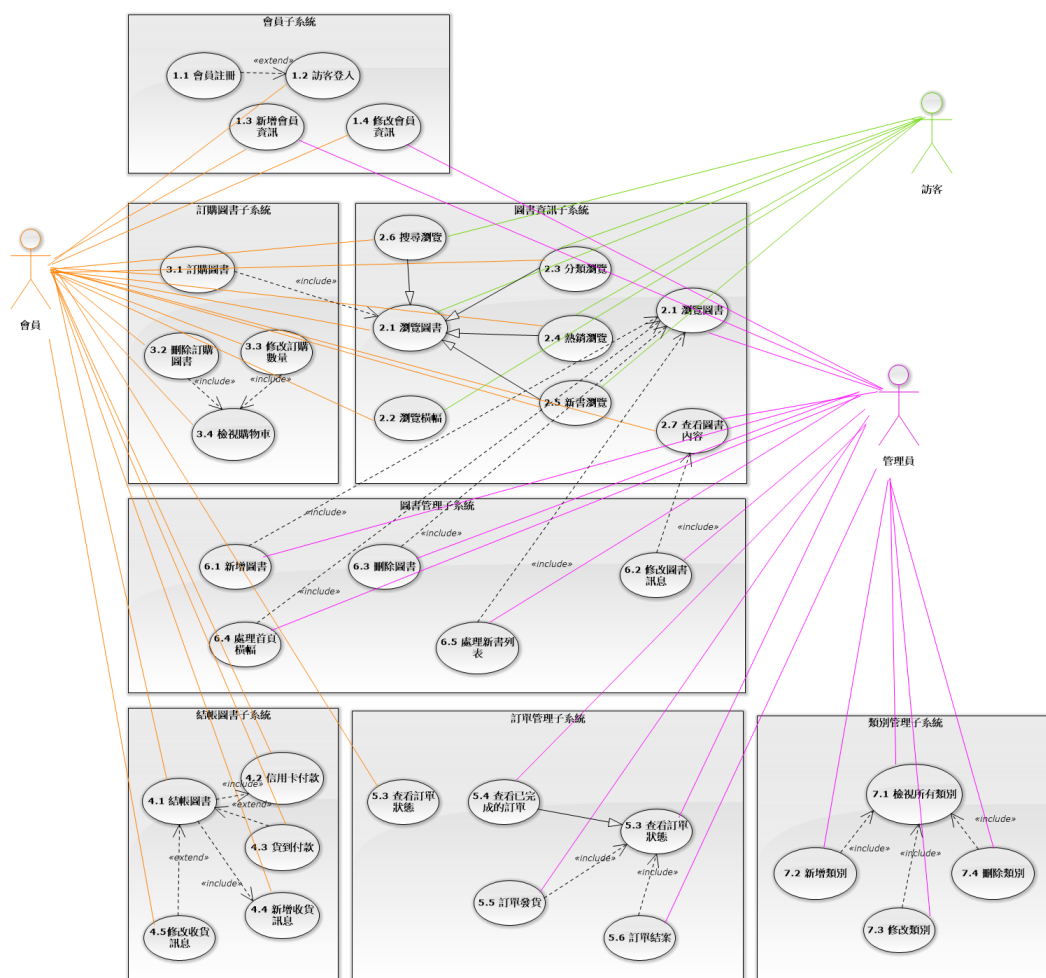 會員子系統
«extend»
1.1 會員註冊
1.2 訪客登入
1.3 新增會員
資訊
1.4 修改會員
資訊
訪客
會員
訂購圖書子系統
3.1 訂購圖書
«include»
3.2 刪除訂購
圖書
3.3 修改訂購
數量
«include»
«include»
3.4 檢視購物車
圖書資訊子系統
2.6 搜尋瀏覽
2.3 分類瀏覽
2.1 瀏覽圖書
2.1 瀏覽圖書
2.4 熱銷瀏覽
2.2 瀏覽橫幅
2.5 新書瀏覽
2.7 查看圖書
內容
管理員
圖書管理子系統
«include»
«include»
«include»
6.1 新增圖書
6.3 刪除圖書
«include»
«include»
6.2 修改圖書
訊息
6.4 處理首頁
橫幅
6.5 處理新書列
表
結帳圖書子系統
4.2 信用卡付款
«include»
4.1 結帳圖書
«extend»
4.3 貨到付款
«extend»
«include»
4.4 新增收貨
訊息
4.5修改收貨
訊息
訂單管理子系統
5.3 查看訂單
狀態
5.4 查看已完
成的訂單
5.3 查看訂單
狀態
«include»
«include»
5.5 訂單發貨
5.6 訂單結案
類別管理子系統
7.1 檢視所有類別
«include»
«include»
«include»
7.2 新增類別
7.4 刪除類別
7.3 修改類別